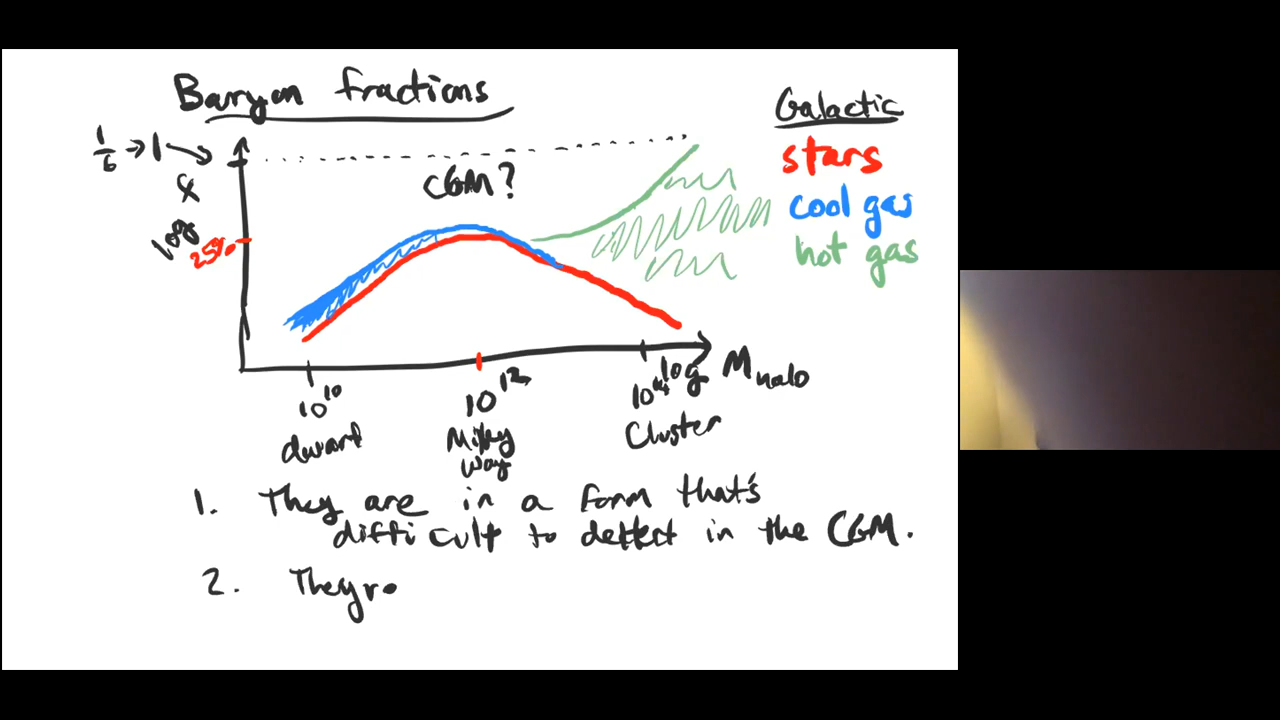 Baryon fractions
Galactic
stars
cool gas
hot gas
1/6 → 1
log
25%
CGM?
log Mhalo
10^10
dwarf
10^12
Milky
Way
10^14
Cluster
1. They are in a form that's
difficult to detect in the CGM.
2. They're